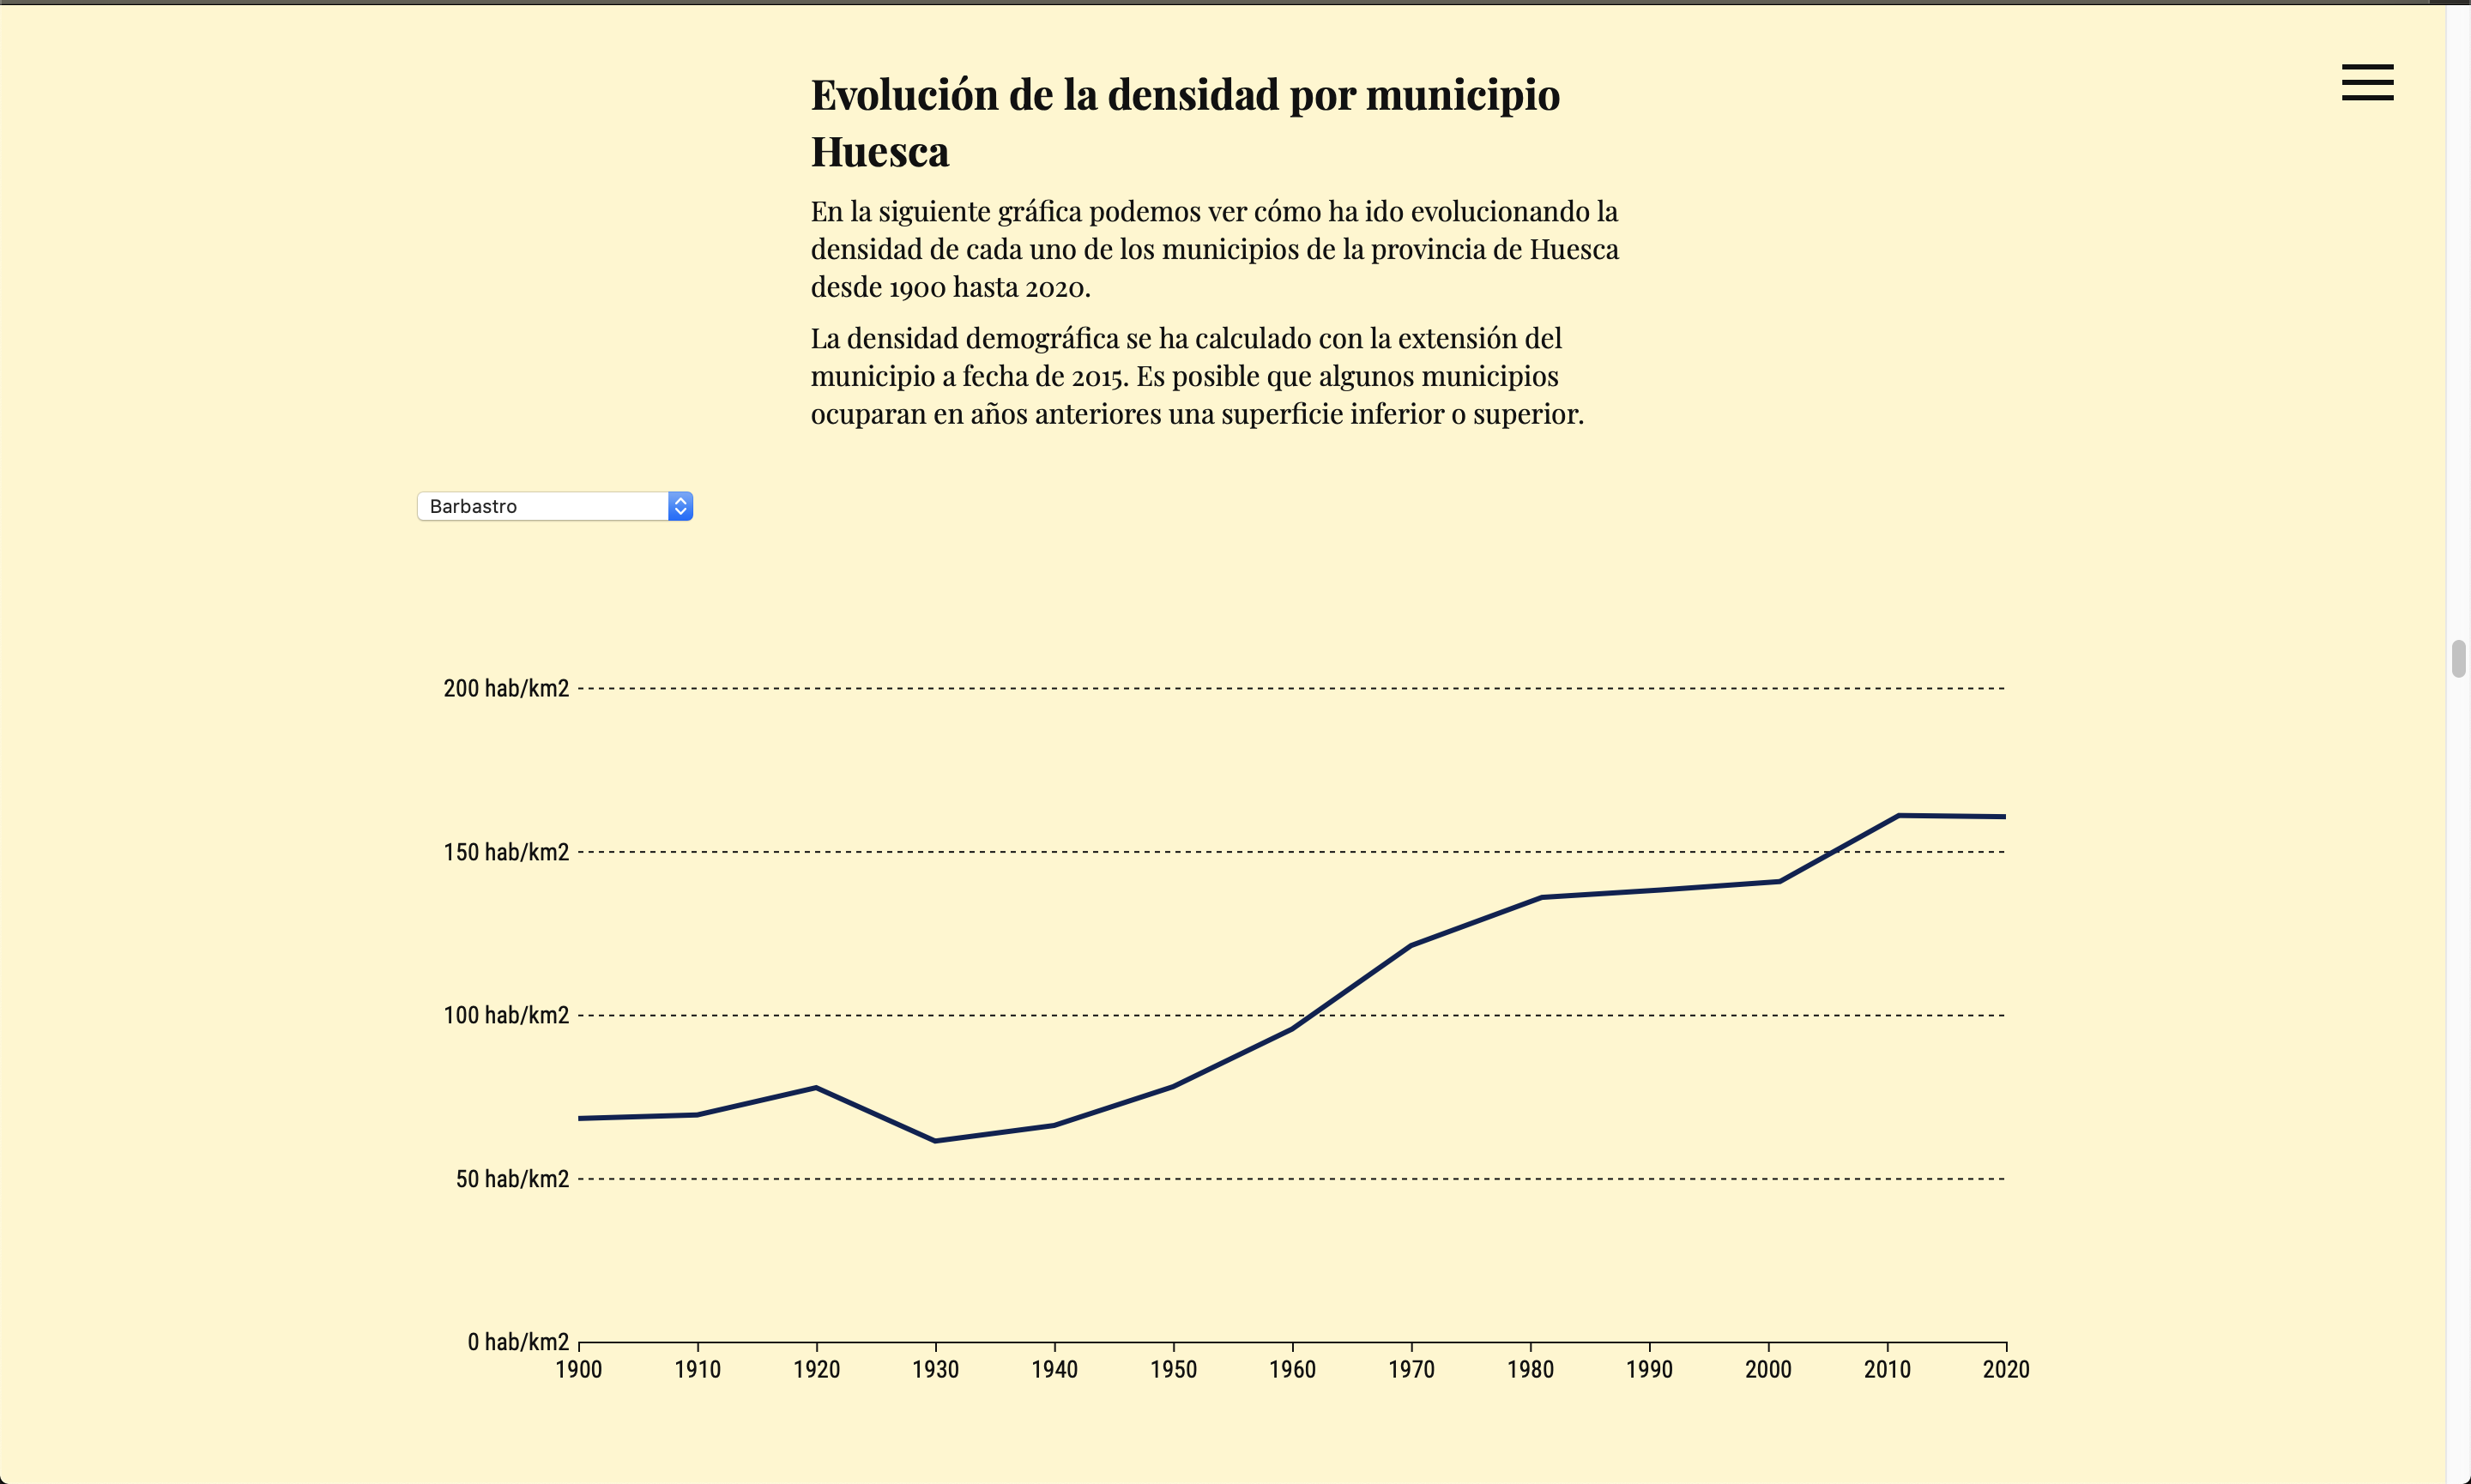 Evolución de la densidad por municipio
Huesca
En la siguiente gráfica podemos ver cómo ha ido evolucionando la
densidad de cada uno de los municipios de la provincia de Huesca
desde 1900 hasta 2020.
La densidad demográfica se ha calculado con la extensión del
municipio a fecha de 2015. Es posible que algunos municipios
ocuparan en años anteriores una superficie inferior o superior.
Barbastro
200 hab/km2
150 hab/km2
100 hab/km2
50 hab/km2
0 hab/km2
1900 1910 1920 1930 1940 1950 1960 1970 1980 1990 2000 2010 2020